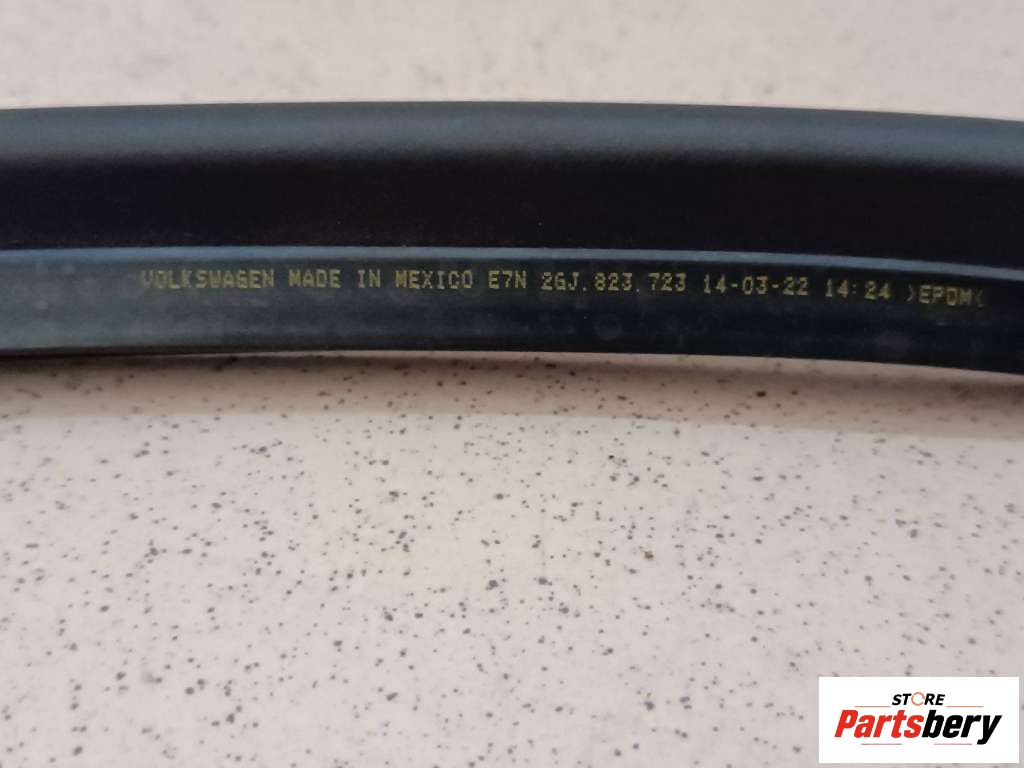 VOLKSWAGEN MADE IN MEXICO E7N 2GJ.823.723 14-03-22 14:24 >EPDM<
STORE
Partsbery